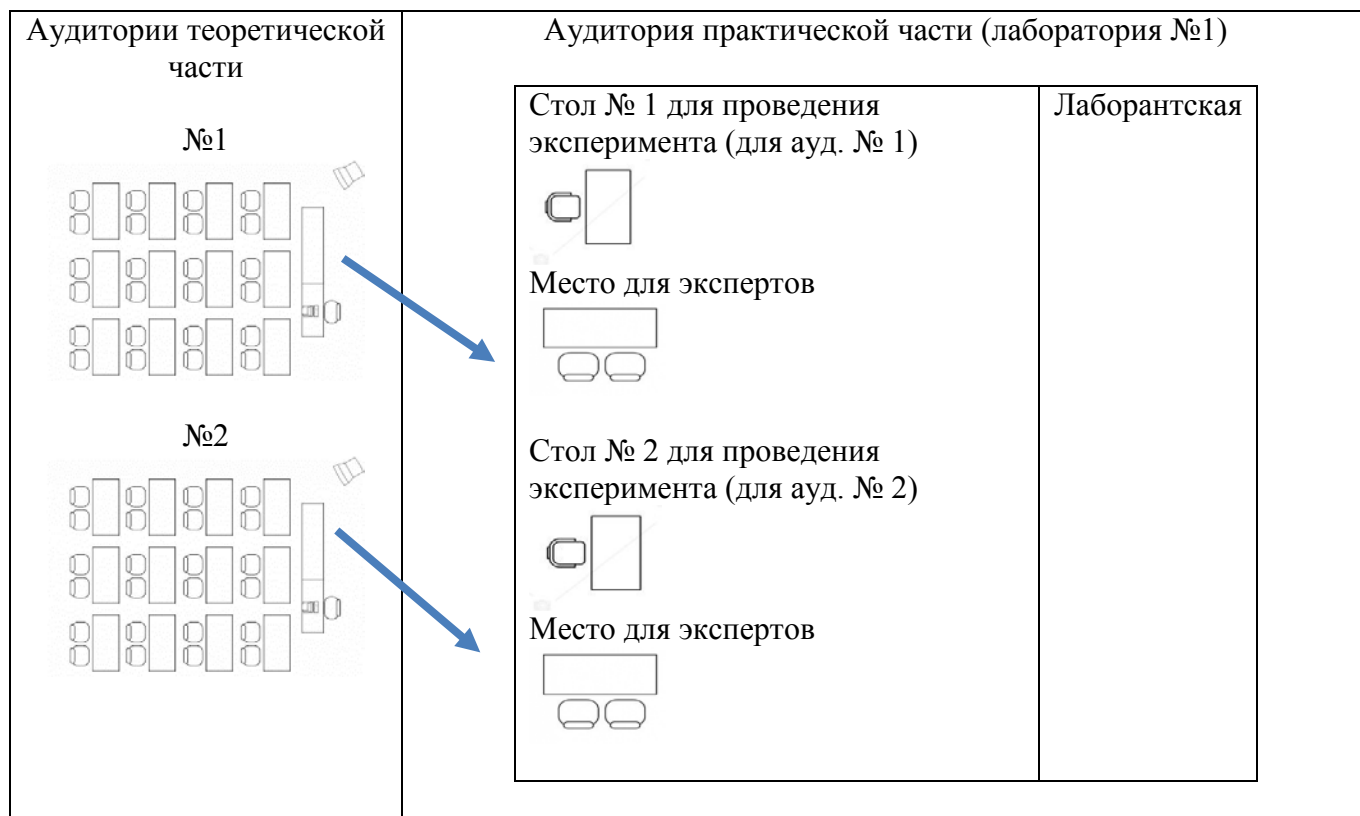 Аудитории теоретической
части
№1
№2
Аудитория практической части (лаборатория №1)
Стол № 1 для проведения
эксперимента (для ауд. № 1)
Место для экспертов
Стол № 2 для проведения
эксперимента (для ауд. № 2)
Место для экспертов
Лаборантская